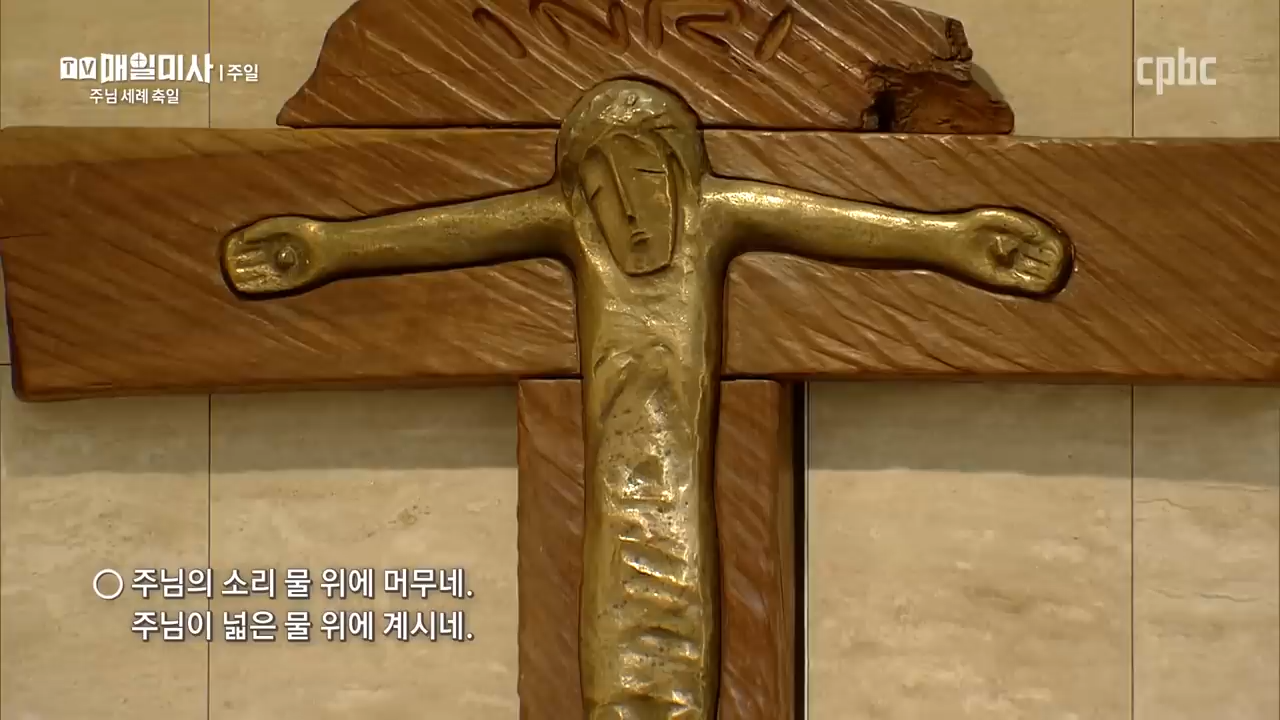 INRI
TV매일미사 | 주일
주님 세례 축일
cpbc
○ 주님의 소리 물 위에 머무네.
주님이 넓은 물 위에 계시네.